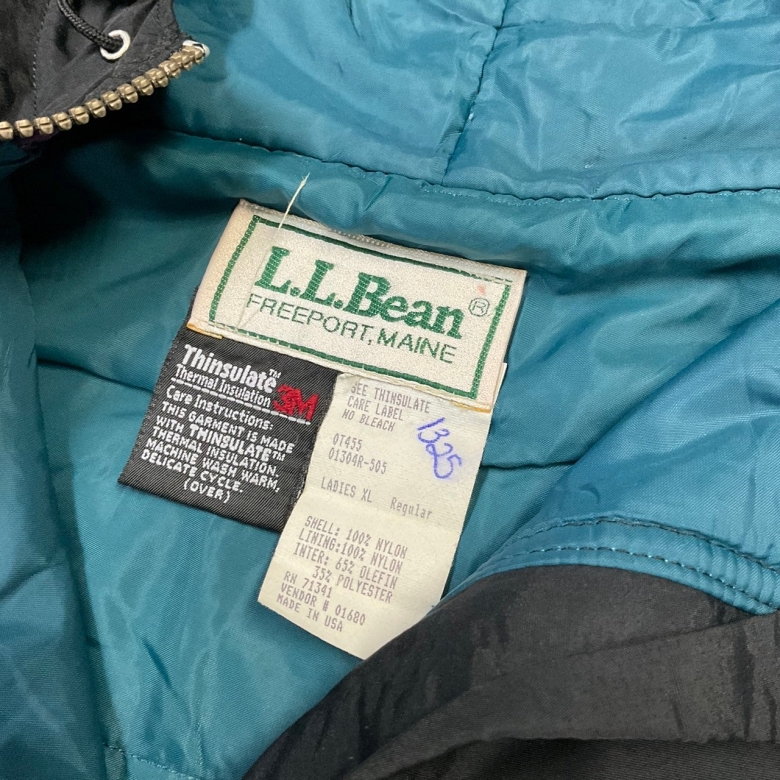 L.L.Bean®
FREEPORT, MAINE
Thinsulate™
Thermal Insulation 3M
Care Instructions:
THIS GARMENT IS MADE
WITH THINSULATE™
THERMAL INSULATION.
MACHINE WASH WARM,
DELICATE CYCLE.
(OVER)
SEE THINSULATE
CARE LABEL
NO BLEACH
1325
07455
01304R-505
LADIES XL Regular
SHELL: 100% NYLON
LINING:100% NYLON
INTER: 65% OLEFIN
35% POLYESTER
RN 71341
VENDOR # 01680
MADE IN USA